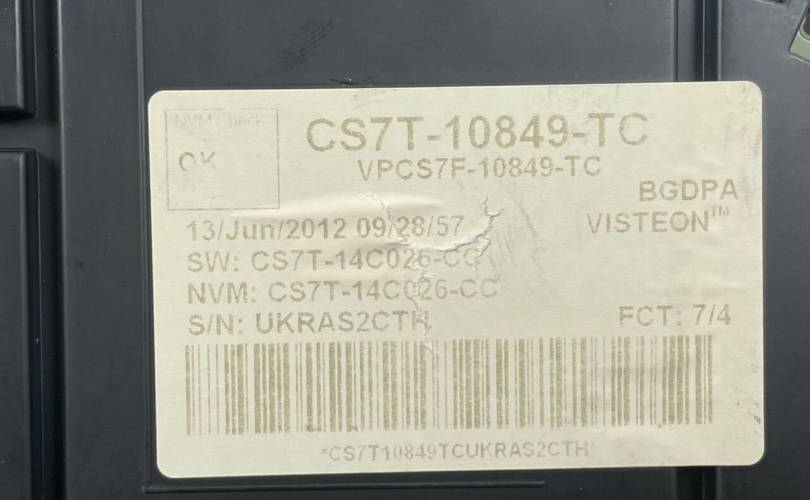 NVM Check
OK
CS7T-10849-TC
VPCS7F-10849-TC
BGDPA
13/Jun/2012 09/28/57
VISTEON™
SW: CS7T-14C026-CC
NVM: CS7T-14C026-CC
S/N: UKRAS2CTH
FCT: 7/4
*CS7T10849TCUKRAS2CTH*